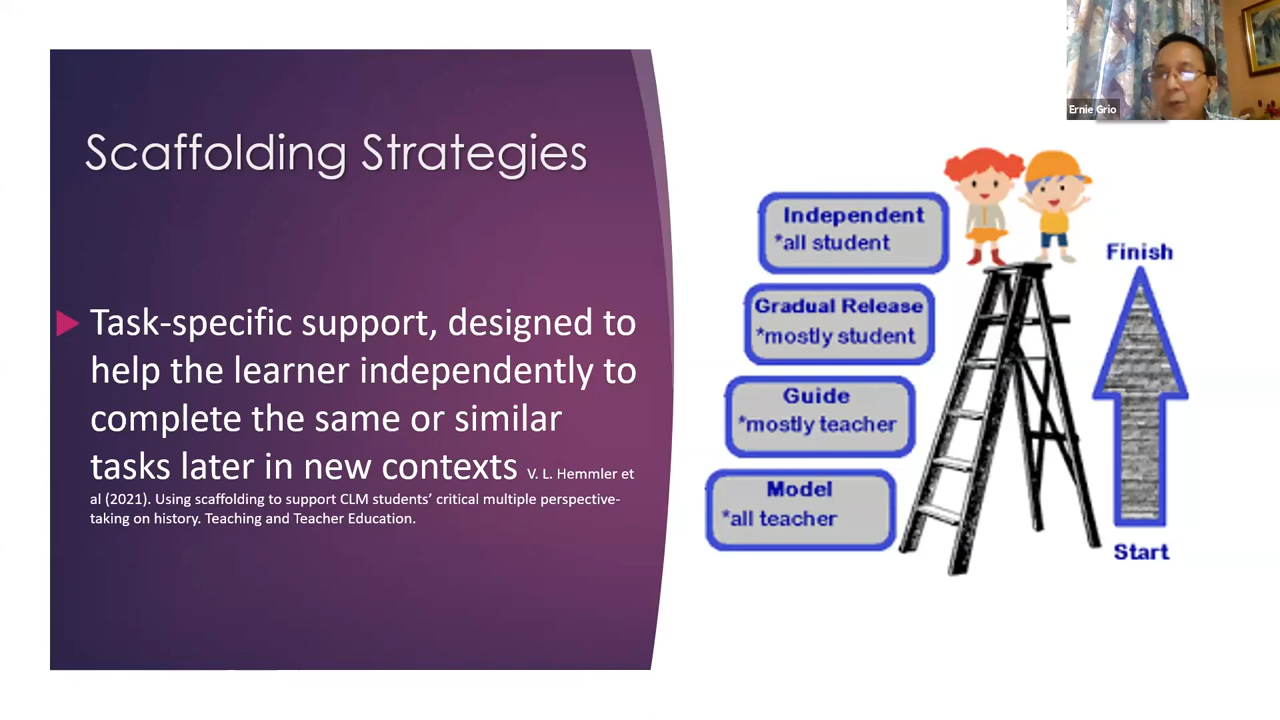 Scaffolding Strategies
Task-specific support, designed to
help the learner independently to
complete the same or similar
tasks later in new contexts V. L. Hemmler et
al (2021). Using scaffolding to support CLM students’ critical multiple perspective-
taking on history. Teaching and Teacher Education.
Independent
*all student
Gradual Release
*mostly student
Guide
*mostly teacher
Model
*all teacher
Finish
Start
Ernie Grio